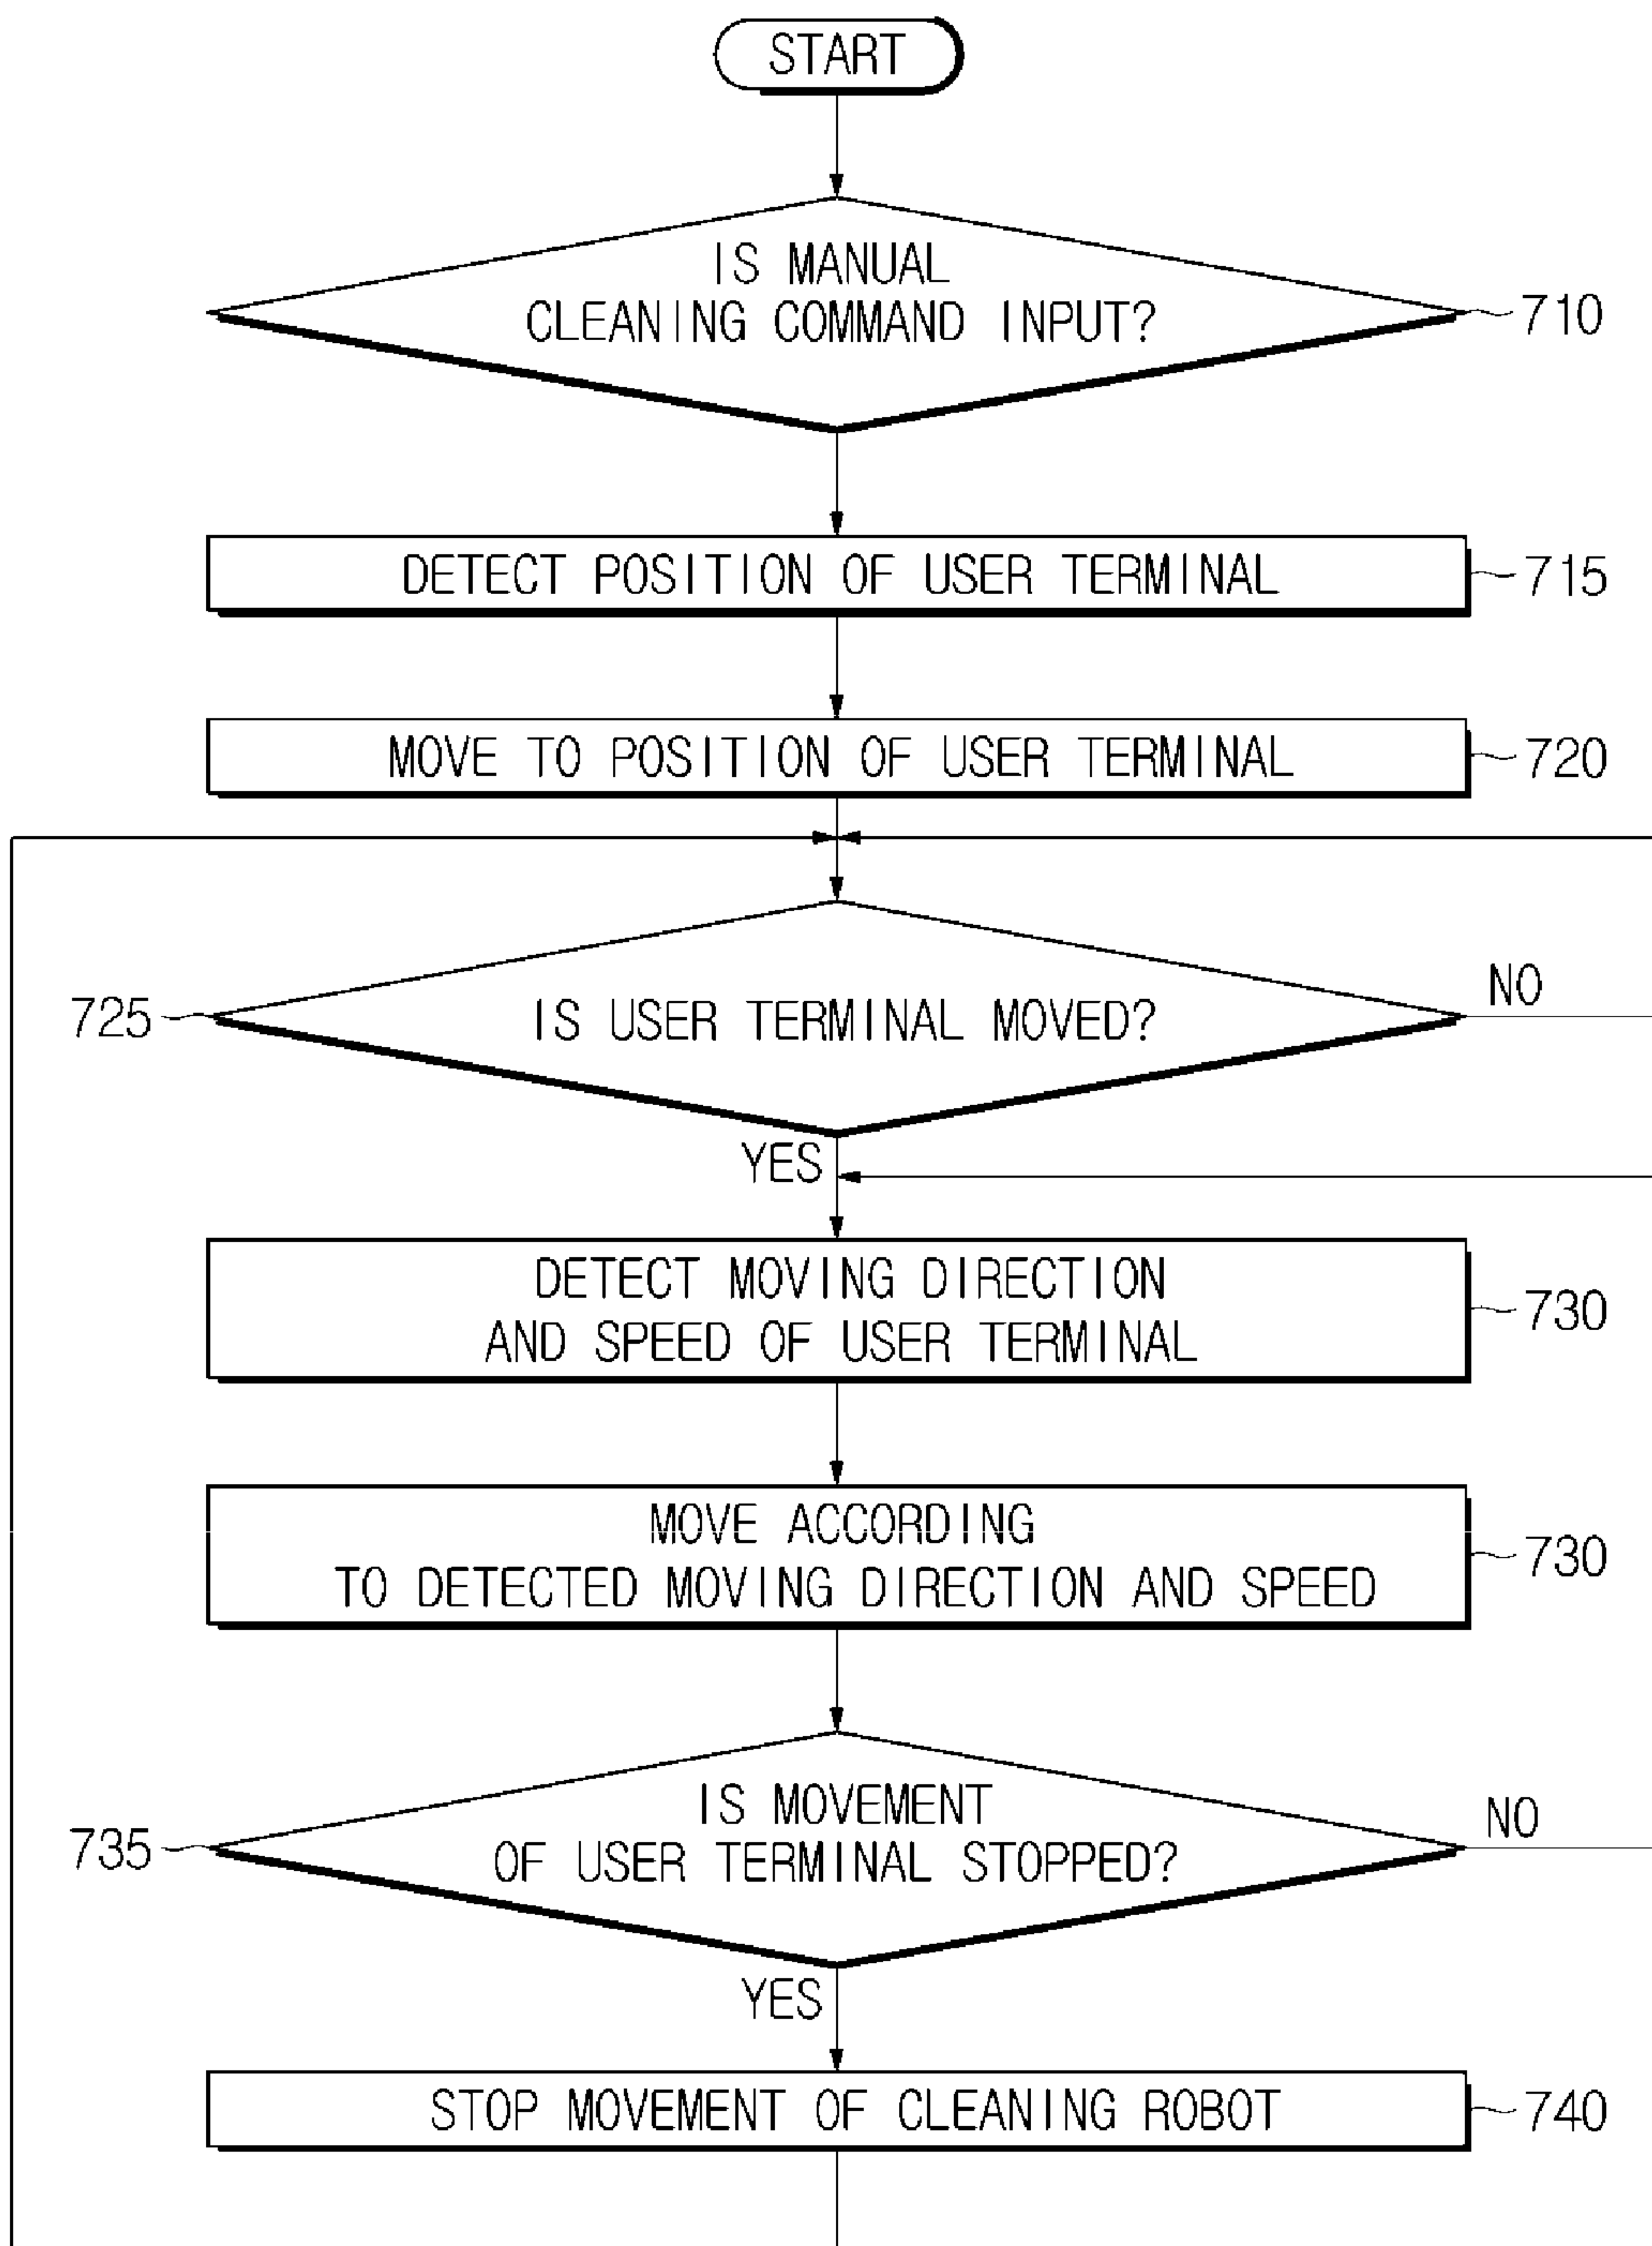 START
IS MANUAL
CLEANING COMMAND INPUT?
710
DETECT POSITION OF USER TERMINAL
715
MOVE TO POSITION OF USER TERMINAL
720
725
IS USER TERMINAL MOVED?
NO
YES
DETECT MOVING DIRECTION
AND SPEED OF USER TERMINAL
730
MOVE ACCORDING
TO DETECTED MOVING DIRECTION AND SPEED
730
IS MOVEMENT
OF USER TERMINAL STOPPED?
735
NO
YES
STOP MOVEMENT OF CLEANING ROBOT
740